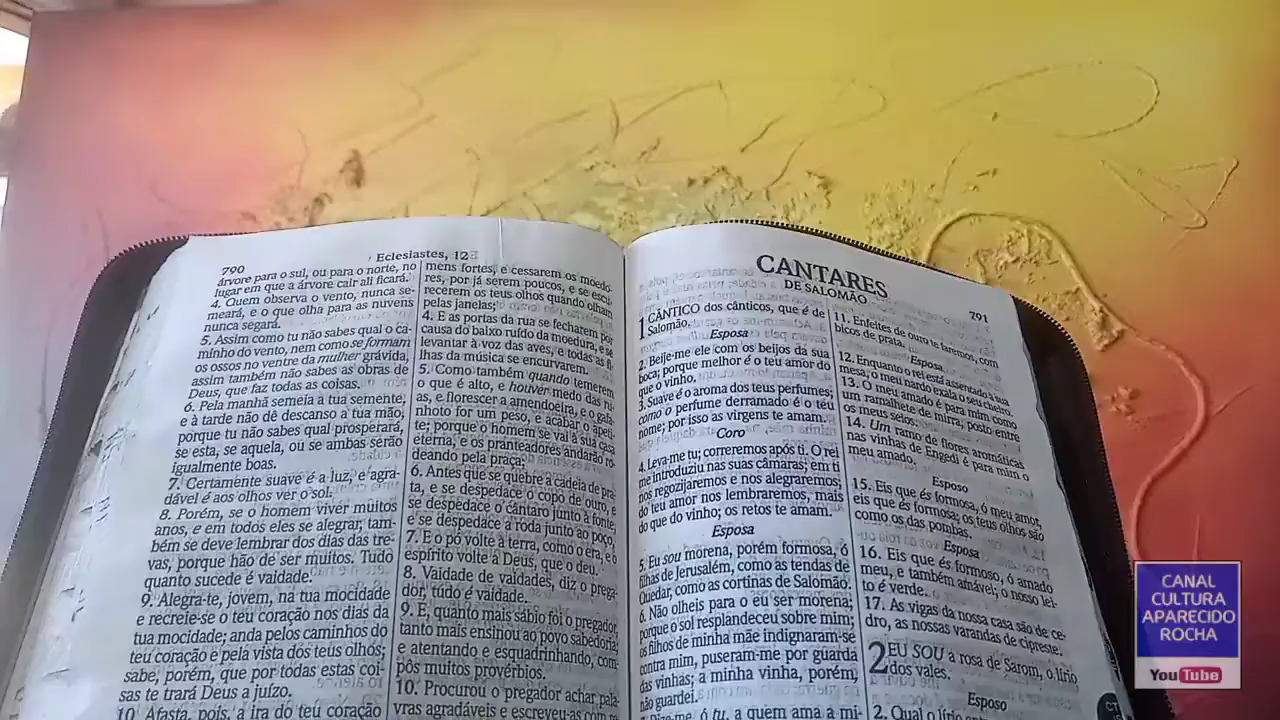 790
Eclesiastes, 12
árvore para o sul, ou para o norte, no
lugar em que a árvore cair ali ficará.
4. Quem observa o vento, nunca se-
meará, e o que olha para as nuvens
nunca segará.
5. Assim como tu não sabes qual o ca-
minho do vento, nem como se formam
os ossos no ventre da mulher grávida,
assim também não sabes as obras de
Deus, que faz todas as coisas.
6. Pela manhã semeia a tua semente,
e à tarde não dê descanso a tua mão,
porque tu não sabes qual prosperará,
se esta, se aquela, ou se ambas serão
igualmente boas.
7. Certamente suave é a luz, e agra-
dável é aos olhos ver o sol.
8. Porém, se o homem viver muitos
anos, e em todos eles se alegrar, tam-
bém se deve lembrar dos dias das tre-
vas, porque hão de ser muitos. Tudo
quanto sucede é vaidade.
9. Alegra-te, jovem, na tua mocidade
e recreie-se o teu coração nos dias da
tua mocidade; anda pelos caminhos do
teu coração e pela vista dos teus olhos;
sabe, porém, que por todas estas coi-
sas te trará Deus a juízo.
10. Afasta, pois, a ira do teu coração
mens fortes, e cessarem os moedo-
res, por já serem poucos, e se escu-
recerem os teus olhos quando olham
pelas janelas;
4. E as portas da rua se fecharem por
causa do baixo ruído da moedura, e se
levantar à voz das aves, e todas as fi-
lhas da música se encurvarem.
5. Como também quando temerem
o que é alto, e houver medo das ru-
as, e florescer a amendoeira, e o gafa-
nhoto for um peso, e acabar o apeti-
te; porque o homem se vai à sua casa
eterna, e os pranteadores andarão ro-
deando pela praça;
6. Antes que se quebre a cadeia de pra-
ta, e se despedace o copo de ouro, e
se despedace o cântaro junto à fonte,
e se despedace a roda junto ao poço,
7. E o pó volte à terra, como o era, e o
espírito volte à Deus, que o deu.
8. Vaidade de vaidades, diz o prega-
dor, tudo é vaidade.
9. E, quanto mais sábio foi o pregador,
tanto mais ensinou ao povo sabedoria;
e atentando e esquadrinhando, com-
pôs muitos provérbios.
10. Procurou o pregador achar pala-
vras agradáveis e escreveu-as com
CANTARES
DE SALOMÃO
791
1 CÂNTICO dos cânticos, que é de
Salomão.
Esposa
2. Beije-me ele com os beijos da sua
boca; porque melhor é o teu amor do
que o vinho.
3. Suave é o aroma dos teus perfumes;
como o perfume derramado é o teu
nome; por isso as virgens te amam.
Coro
4. Leva-me tu; correremos após ti. O rei
me introduziu nas suas câmaras; em ti
nos regozijaremos e nos alegraremos;
do teu amor nos lembraremos, mais
do que do vinho; os retos te amam.
Esposa
5. Eu sou morena, porém formosa, ó
filhas de Jerusalém, como as tendas de
Quedar, como as cortinas de Salomão.
6. Não olheis para o eu ser morena;
porque o sol resplandeceu sobre mim;
os filhos de minha mãe indignaram-se
contra mim, puseram-me por guarda
das vinhas; a minha vinha, porém,
não guardei.
7. Dize-me, ó tu, a quem ama a mi-
11. Enfeites de ouro te faremos, com
bicos de prata.
Esposa
12. Enquanto o rei está assentado à sua
mesa, o meu nardo exala o seu cheiro.
13. O meu amado é para mim como
um ramalhete de mirra, posto entre
os meus seios.
14. Um ramo de flores aromáticas
nas vinhas de Engedi é para mim o
meu amado.
Esposo
15. Eis que és formosa, ó meu amor,
eis que és formosa; os teus olhos são
como os das pombas.
Esposa
16. Eis que és formoso, ó amado
meu, e também amável; o nosso lei-
to é verde.
17. As vigas da nossa casa são de ce-
dro, as nossas varandas de cipreste.
2 EU SOU a rosa de Sarom, o lírio
dos vales.
Esposo
2. Qual o lírio
CT
CANAL
CULTURA
APARECIDO
ROCHA
YouTube